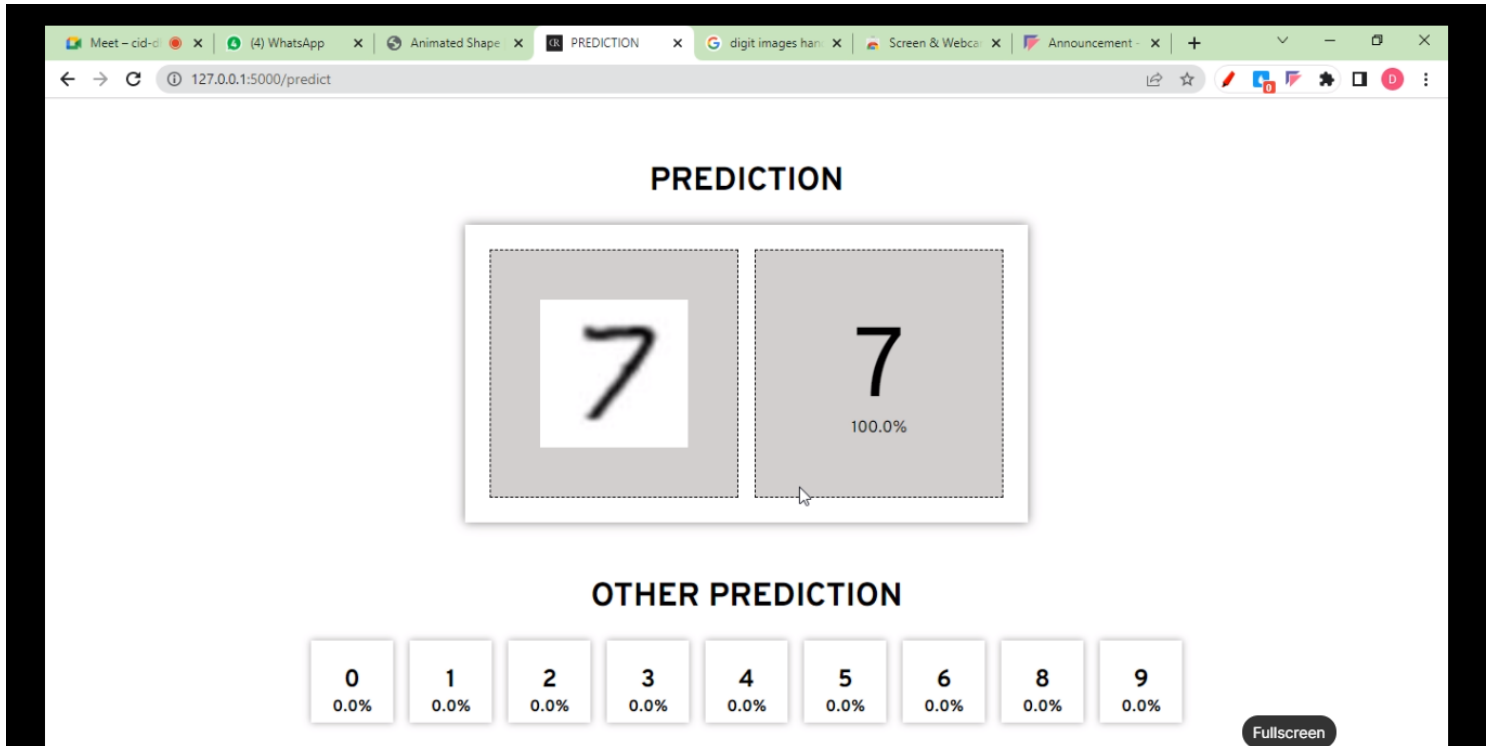 Meet – cid-d
(4) WhatsApp
Animated Shape
PREDICTION
digit images han
Screen & Webca
Announcement -
127.0.0.1:5000/predict
0
D
PREDICTION
7
7
100.0%
OTHER PREDICTION
0 1 2 3 4 5 6 8 9
0.0% 0.0% 0.0% 0.0% 0.0% 0.0% 0.0% 0.0% 0.0%
Fullscreen